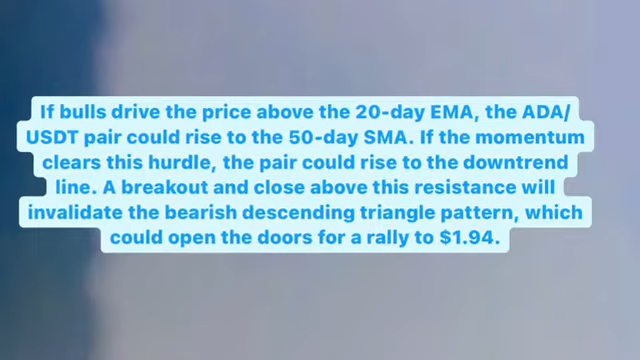 If bulls drive the price above the 20-day EMA, the ADA/
USDT pair could rise to the 50-day SMA. If the momentum
clears this hurdle, the pair could rise to the downtrend
line. A breakout and close above this resistance will
invalidate the bearish descending triangle pattern, which
could open the doors for a rally to $1.94.